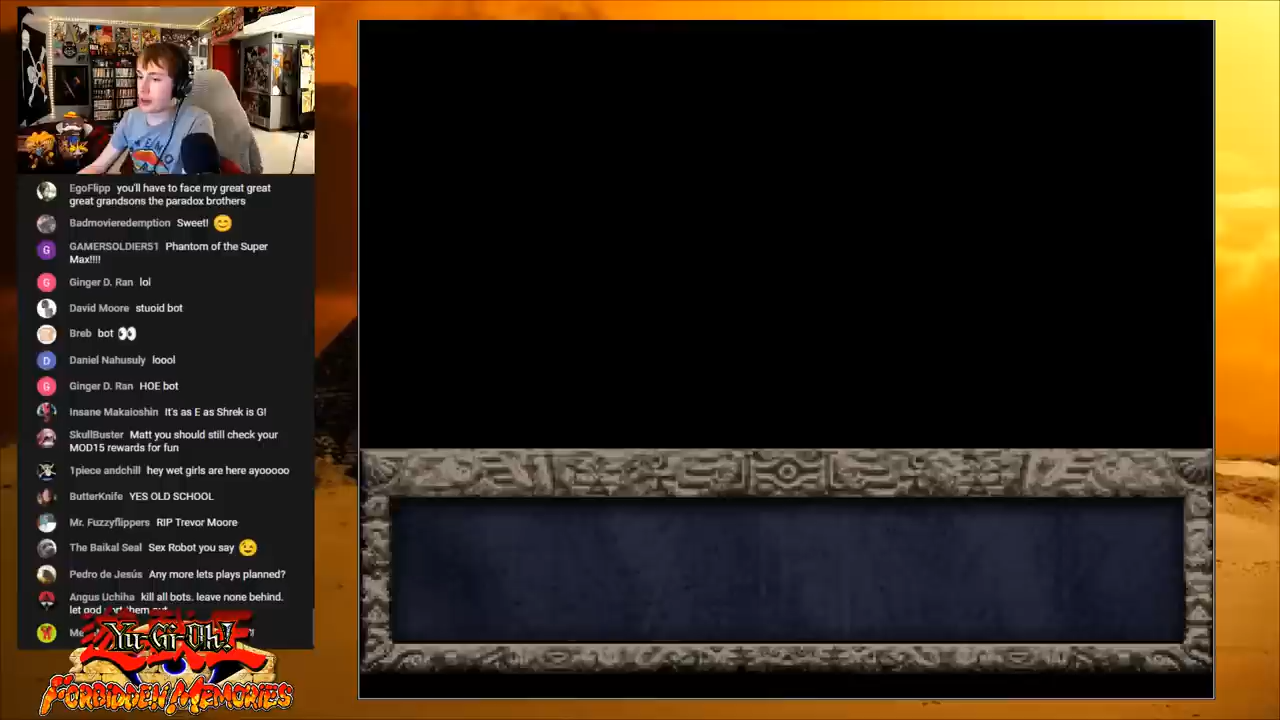 EgoFlipp you'll have to face my great great
great grandsons the paradox brothers
Badmovieredemption Sweet!
G GAMERSOLDIER51 Phantom of the Super
Max!!!!
G Ginger D. Ran lol
David Moore stuoid bot
Breb bot
D Daniel Nahusuly loool
G Ginger D. Ran HOE bot
Insane Makaioshin It's as E as Shrek is G!
SkullBuster Matt you should still check your
MOD15 rewards for fun
1piece andchill hey wet girls are here ayooooo
ButterKnife YES OLD SCHOOL
Mr. Fuzzyflippers RIP Trevor Moore
The Baikal Seal Sex Robot you say
Pedro de Jesús Any more lets plays planned?
Angus Uchiha kill all bots. leave none behind.
let god them
Yu-Gi-Oh!
FORBIDDEN MEMORIES